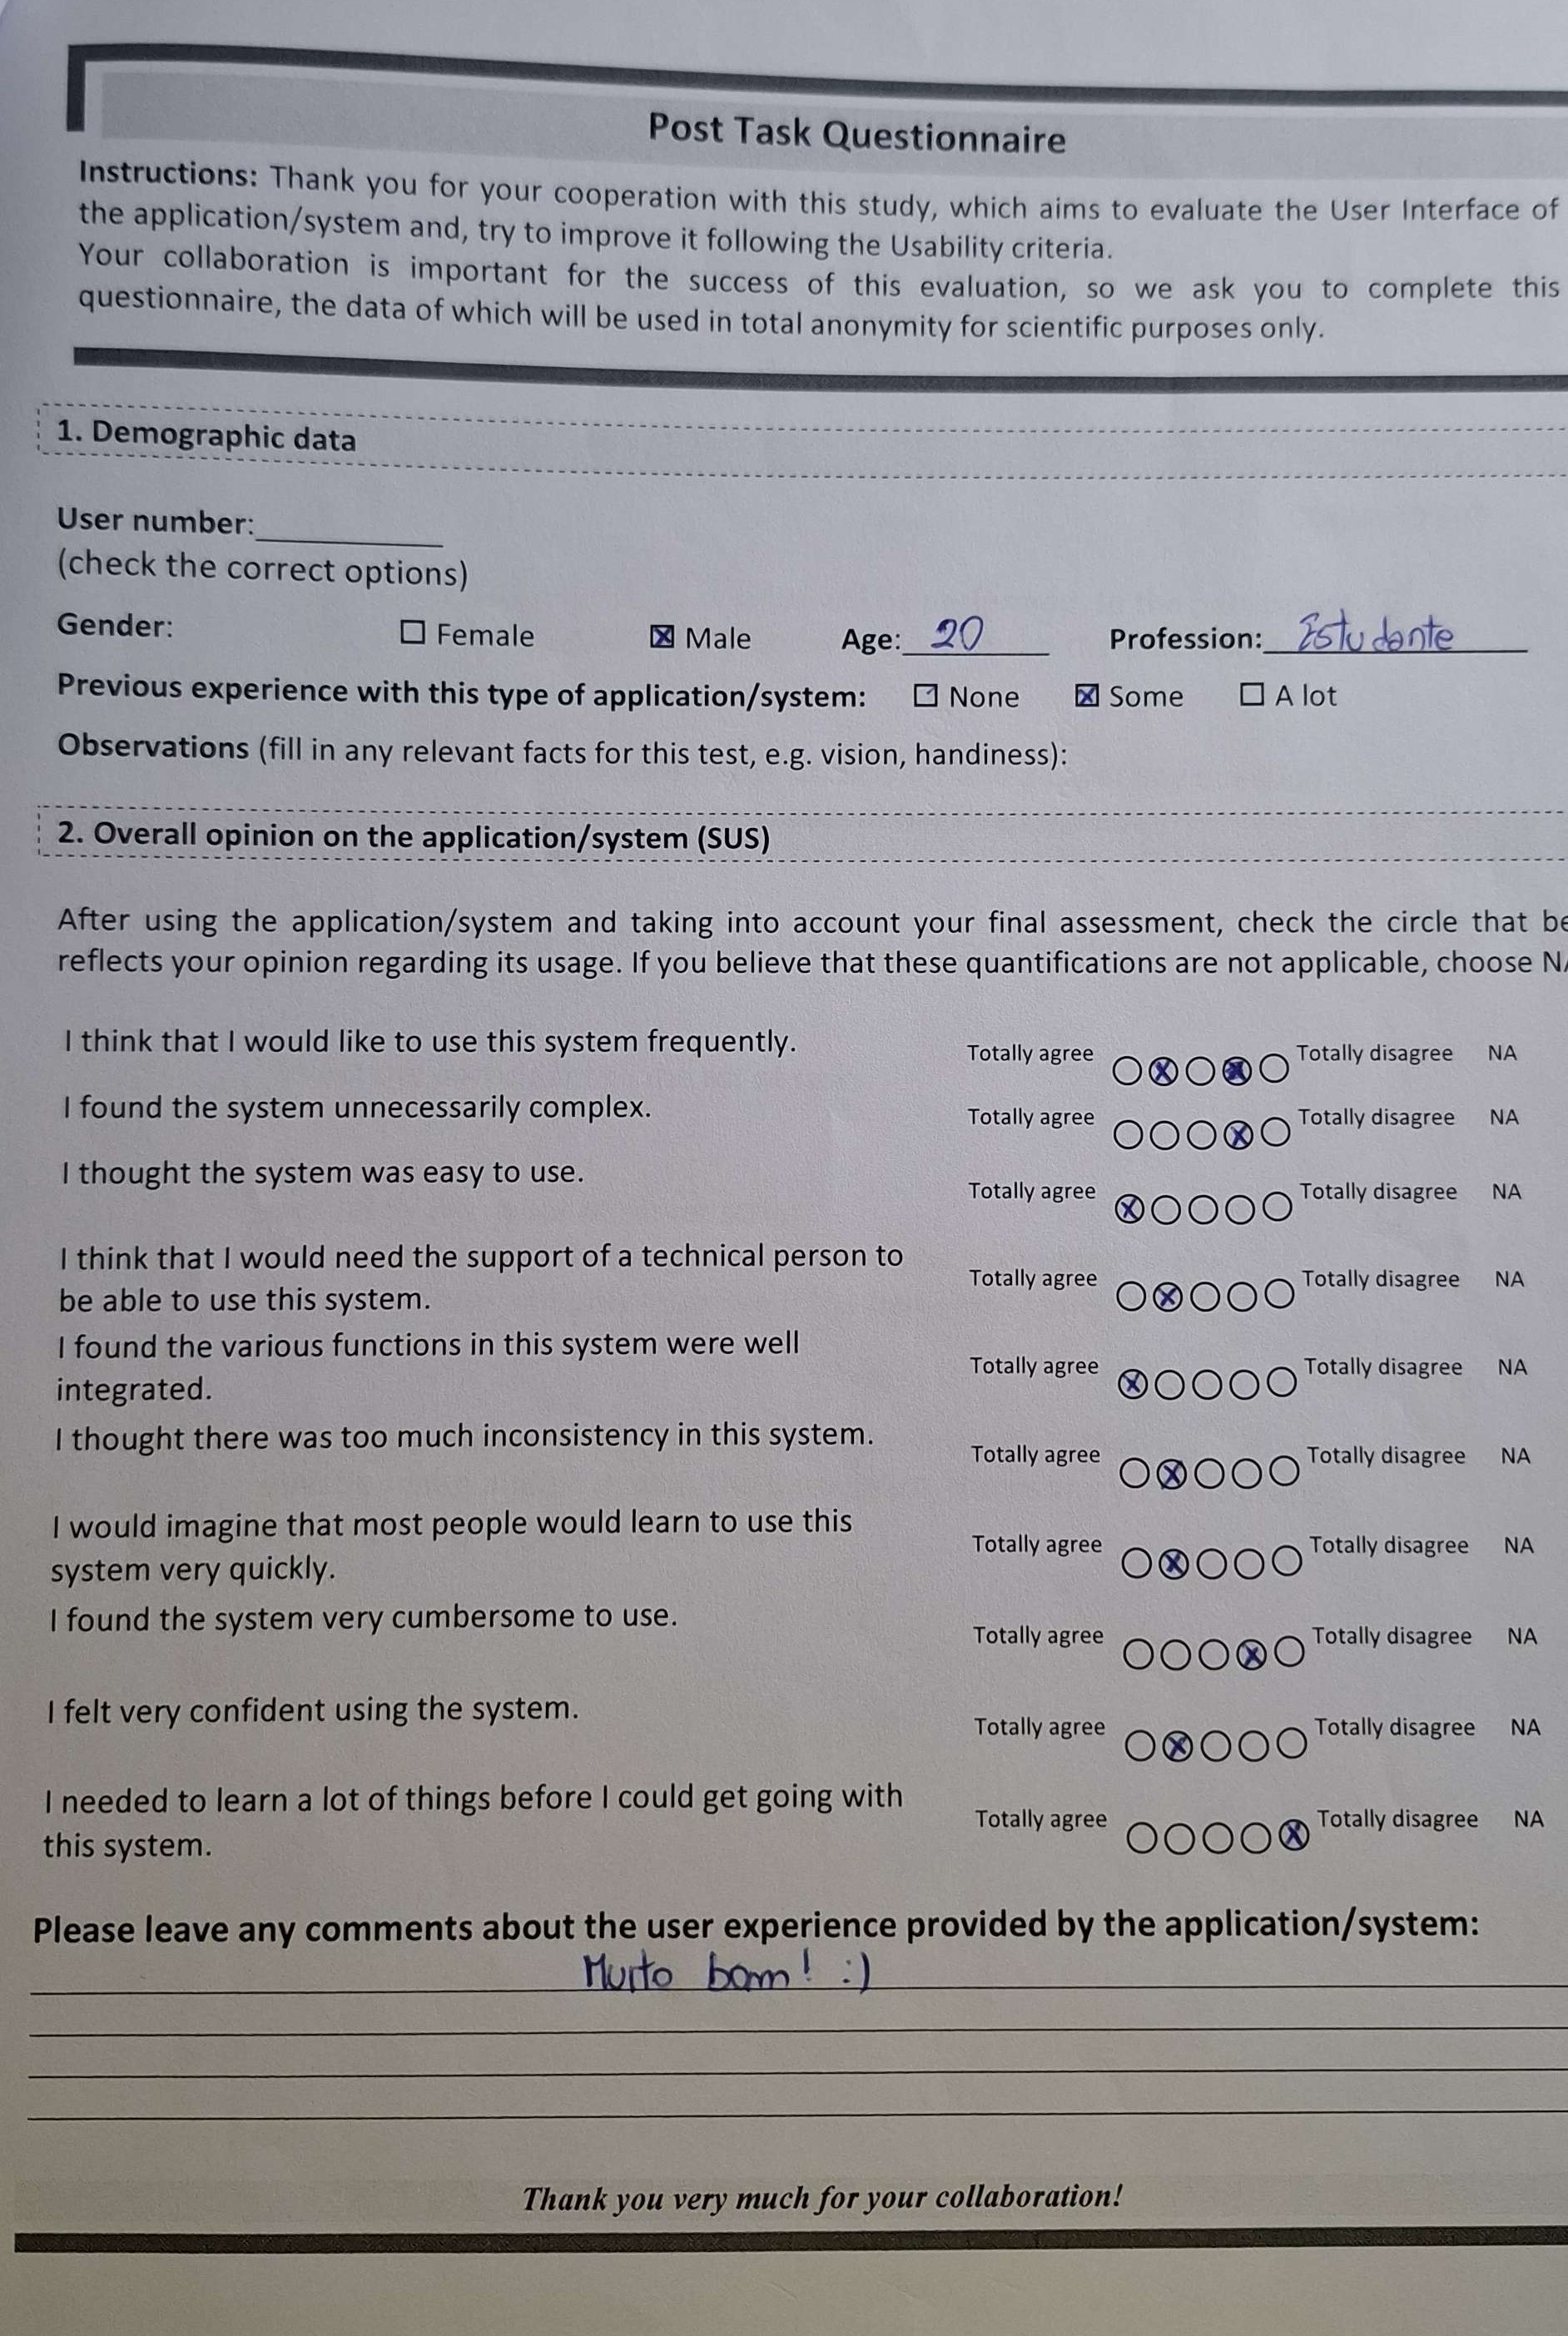 Post Task Questionnaire
Instructions: Thank you for your cooperation with this study, which aims to evaluate the User Interface of
the application/system and, try to improve it following the Usability criteria.
Your collaboration is important for the success of this evaluation, so we ask you to complete this
questionnaire, the data of which will be used in total anonymity for scientific purposes only.
1. Demographic data
User number:
(check the correct options)
Gender: ☐ Female ☒ Male Age: 20 Profession: Estudante
Previous experience with this type of application/system: ☐ None ☒ Some ☐ A lot
Observations (fill in any relevant facts for this test, e.g. vision, handiness):
2. Overall opinion on the application/system (SUS)
After using the application/system and taking into account your final assessment, check the circle that
reflects your opinion regarding its usage. If you believe that these quantifications are not applicable, choose
I think that I would like to use this system frequently. Totally agree Totally disagree NA
I found the system unnecessarily complex. Totally agree Totally disagree NA
I thought the system was easy to use. Totally agree Totally disagree NA
I think that I would need the support of a technical person to
be able to use this system. Totally agree Totally disagree NA
I found the various functions in this system were well
integrated. Totally agree Totally disagree NA
I thought there was too much inconsistency in this system. Totally agree Totally disagree NA
I would imagine that most people would learn to use this
system very quickly. Totally agree Totally disagree NA
I found the system very cumbersome to use. Totally agree Totally disagree NA
I felt very confident using the system. Totally agree Totally disagree NA
I needed to learn a lot of things before I could get going with
this system. Totally agree Totally disagree NA
Please leave any comments about the user experience provided by the application/system:
Muito bom! :)
Thank you very much for your collaboration!